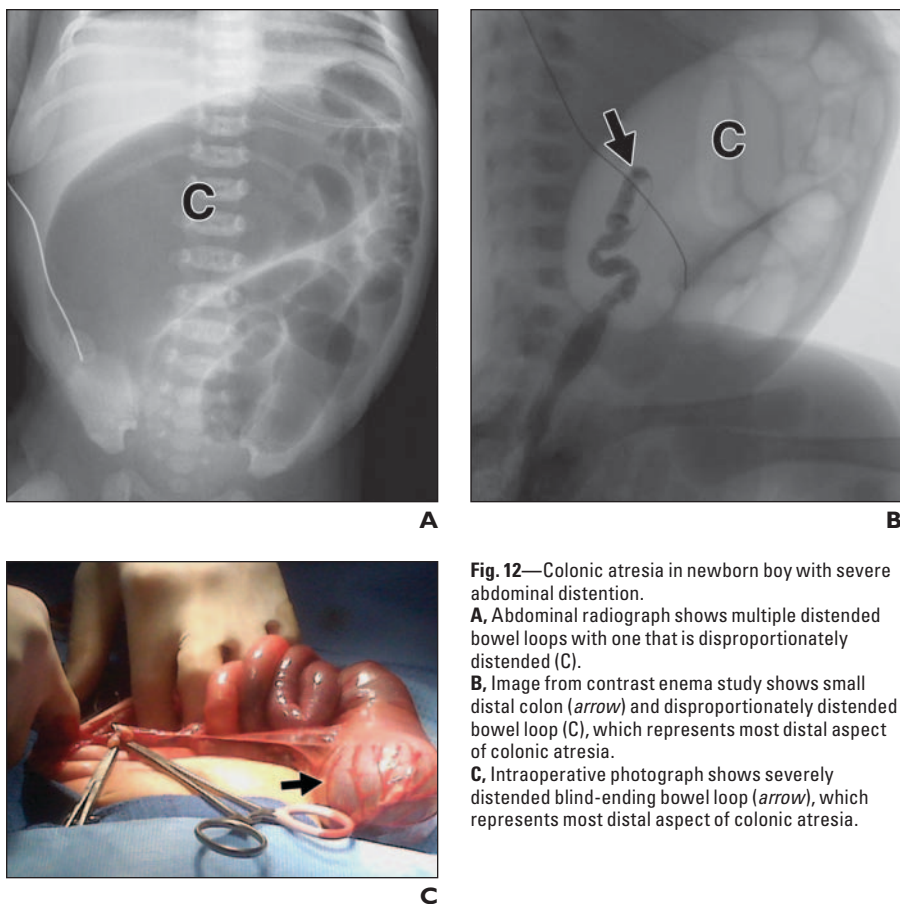 C
A
C
B
C
Fig. 12—Colonic atresia in newborn boy with severe
abdominal distention.
A, Abdominal radiograph shows multiple distended
bowel loops with one that is disproportionately
distended (C).
B, Image from contrast enema study shows small
distal colon (arrow) and disproportionately distended
bowel loop (C), which represents most distal aspect
of colonic atresia.
C, Intraoperative photograph shows severely
distended blind-ending bowel loop (arrow), which
represents most distal aspect of colonic atresia.